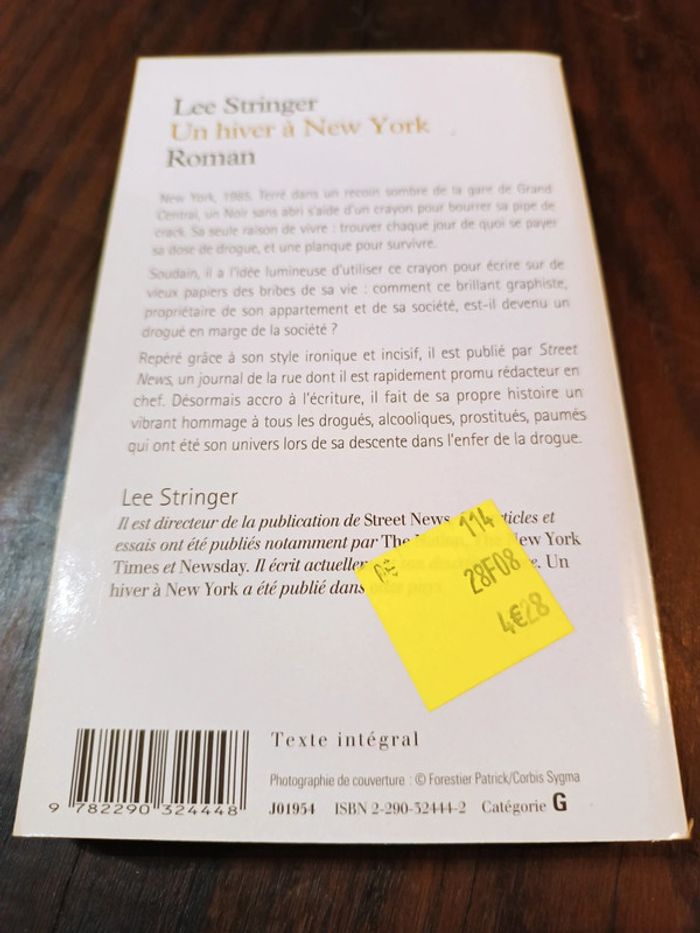 Lee Stringer
Un hiver à New York
Roman
New York, 1985. Terré dans un recoin sombre de la gare de Grand
Central, un Noir sans abri s'aide d'un crayon pour bourrer sa pipe de
crack. Sa seule raison de vivre : trouver chaque jour de quoi se payer
sa dose de drogue, et une planque pour survivre.
Soudain, il a l'idée lumineuse d'utiliser ce crayon pour écrire sur de
vieux papiers des bribes de sa vie : comment ce brillant graphiste,
propriétaire de son appartement et de sa société, est-il devenu un
drogué en marge de la société ?
Repéré grâce à son style ironique et incisif, il est publié par Street
News, un journal de la rue dont il est rapidement promu rédacteur en
chef. Désormais accro à l'écriture, il fait de sa propre histoire un
vibrant hommage à tous les drogués, alcooliques, prostitués, paumés
qui ont été son univers lors de sa descente dans l'enfer de la drogue.
Lee Stringer
Il est directeur de la publication de Street News. ticles et
essais ont été publiés notamment par The Nation, The New York
Times et Newsday. Il écrit actuellem e. Un
hiver à New York a été publié dans onze pays.
114
28F08
4€28
Texte intégral
Photographie de couverture : © Forestier Patrick/Corbis Sygma
9 782290 324448
J01954 ISBN 2-290-32444-2 Catégorie G